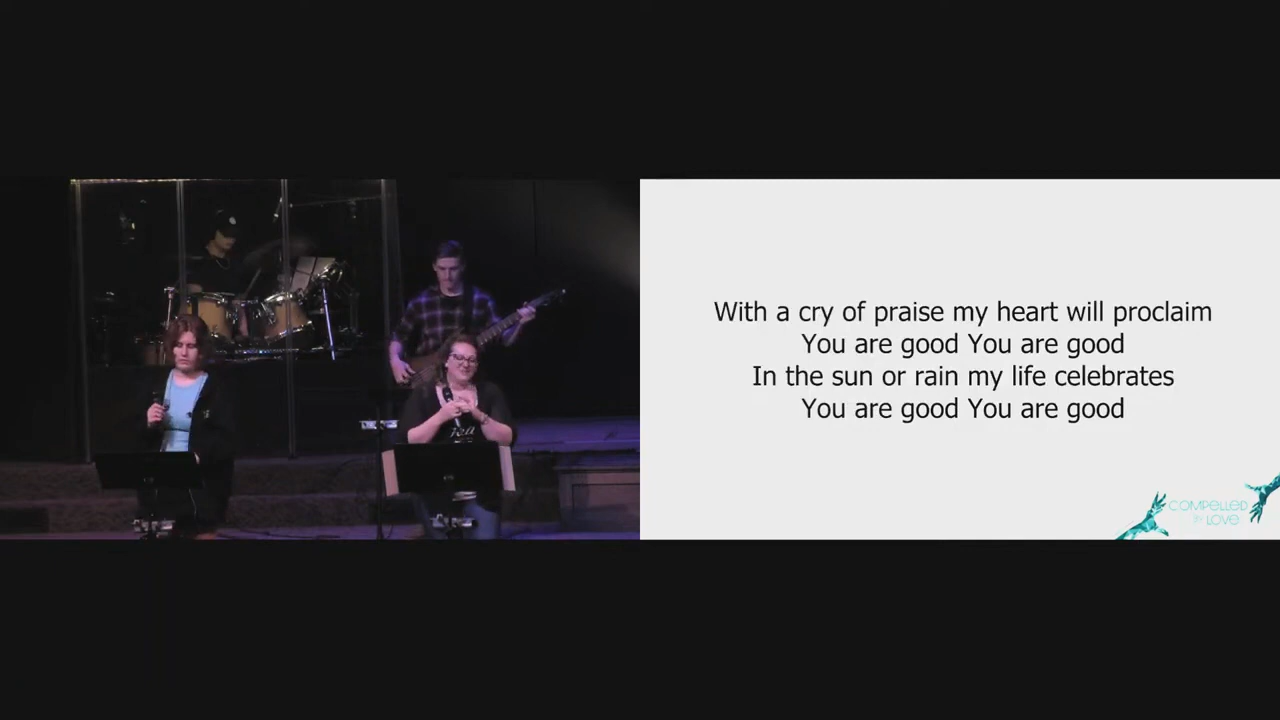 With a cry of praise my heart will proclaim
You are good You are good
In the sun or rain my life celebrates
You are good You are good
COMPELLED
BY LOVE